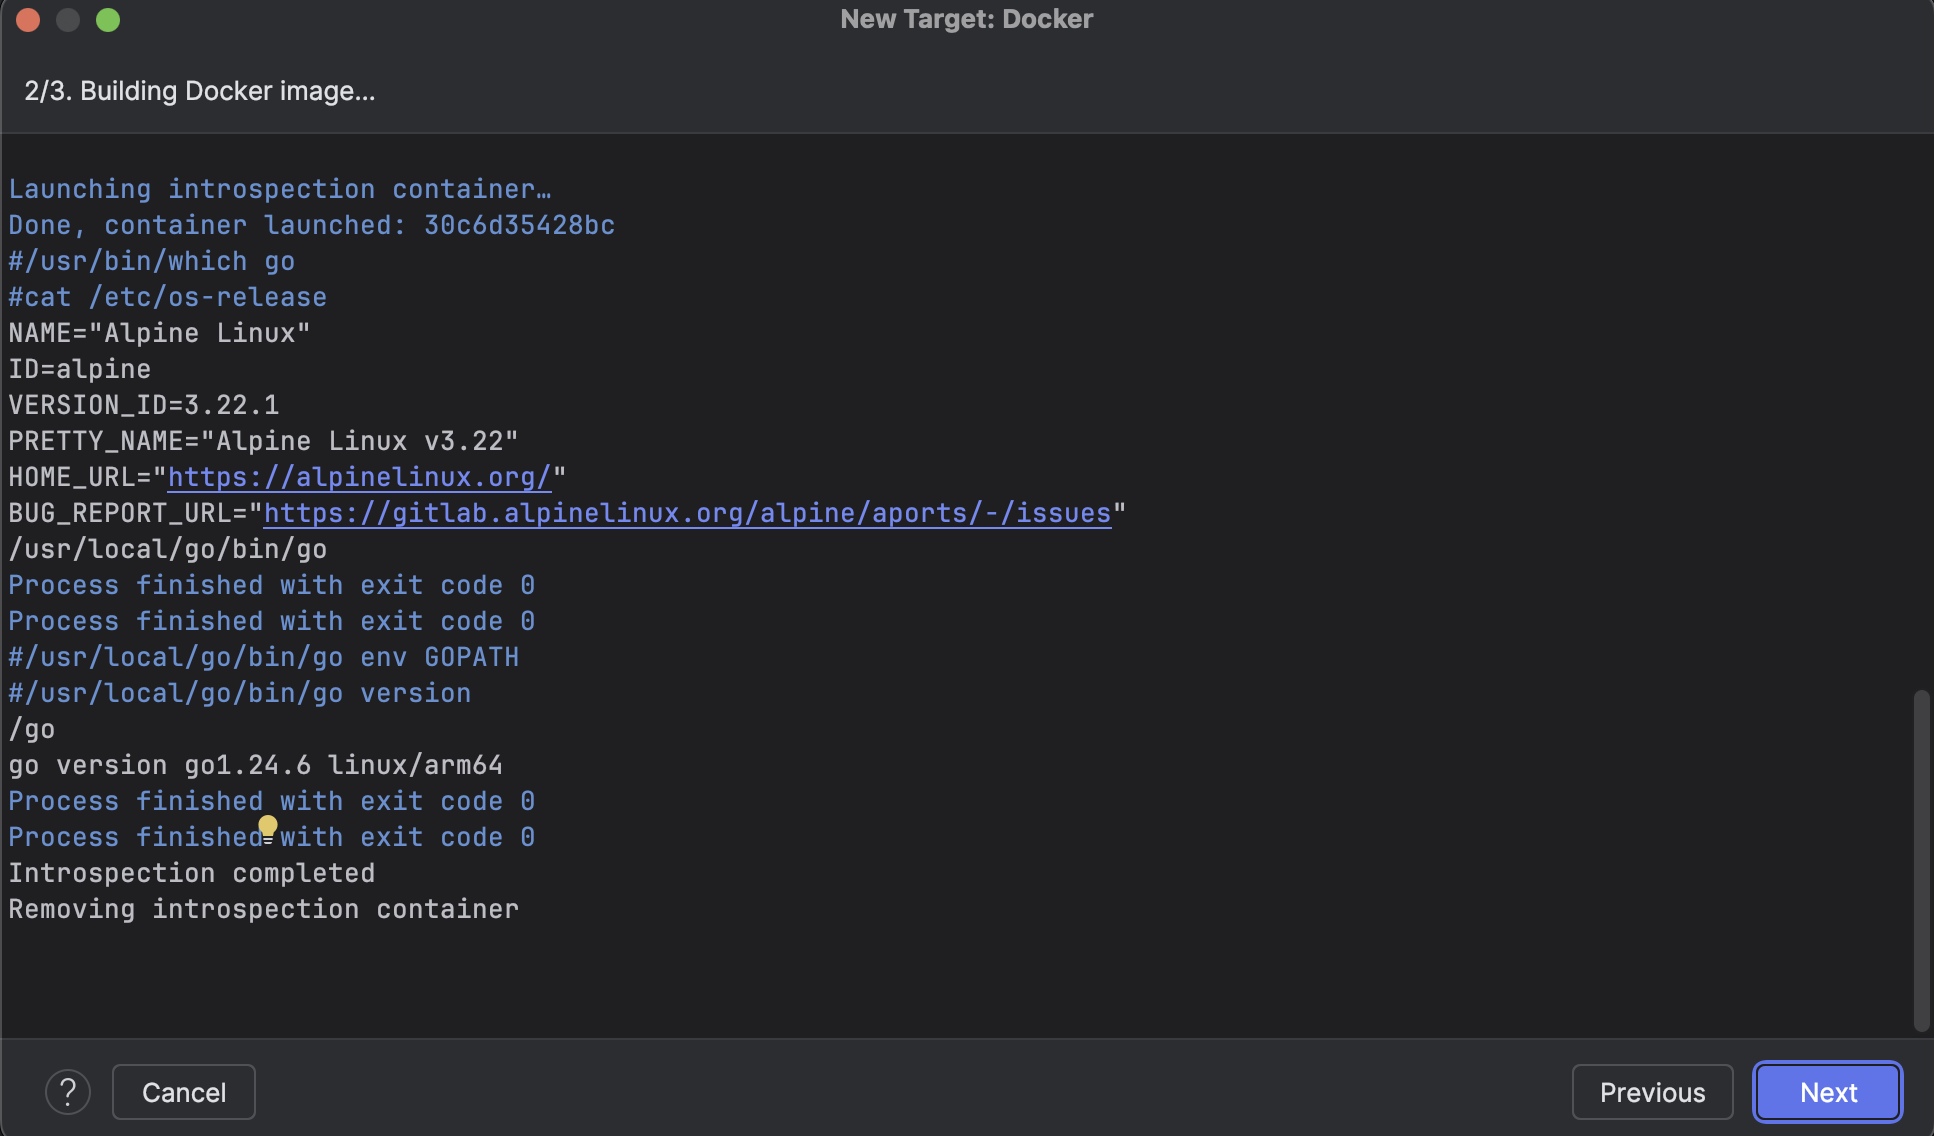 New Target: Docker
2/3. Building Docker image...
Launching introspection container…
Done, container launched: 30c6d35428bc
#/usr/bin/which go
#cat /etc/os-release
NAME="Alpine Linux"
ID=alpine
VERSION_ID=3.22.1
PRETTY_NAME="Alpine Linux v3.22"
HOME_URL="https://alpinelinux.org/"
BUG_REPORT_URL="https://gitlab.alpinelinux.org/alpine/aports/-/issues"
/usr/local/go/bin/go
Process finished with exit code 0
Process finished with exit code 0
#/usr/local/go/bin/go env GOPATH
#/usr/local/go/bin/go version
/go
go version go1.24.6 linux/arm64
Process finished with exit code 0
Process finished with exit code 0
Introspection completed
Removing introspection container
? Cancel Previous Next